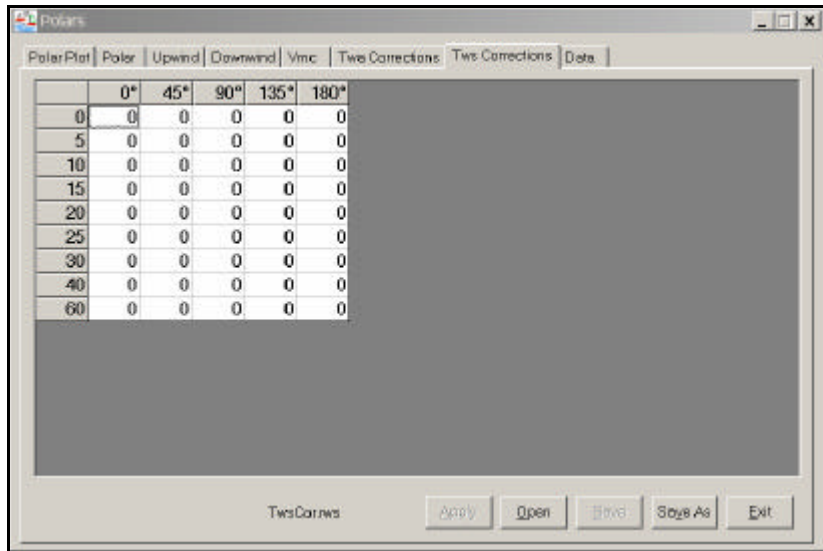 Polars
Polar Plot Polar Upwind Downwind Vmc Twa Corrections Tws Corrections Data
0° 45° 90° 135° 180°
0 0 0 0 0 0
5 0 0 0 0 0
10 0 0 0 0 0
15 0 0 0 0 0
20 0 0 0 0 0
25 0 0 0 0 0
30 0 0 0 0 0
40 0 0 0 0 0
60 0 0 0 0 0
TwsCor.rws Apply Open Save Save As Exit